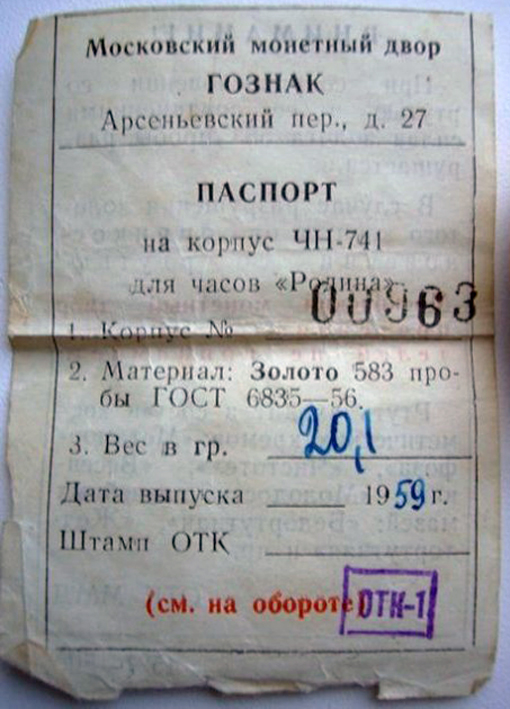 Московский монетный двор
ГОЗНАК
Арсеньевский пер., д. 27
ПАСПОРТ
на корпус ЧН-741
для часов «Родина»
00963
1. Корпус №
2. Материал: Золото 583 про-
бы ГОСТ 6835—56.
3. Вес в гр. 20,1
Дата выпуска 1959 г.
Штамп ОТК
(см. на обороте)
ОТК-1